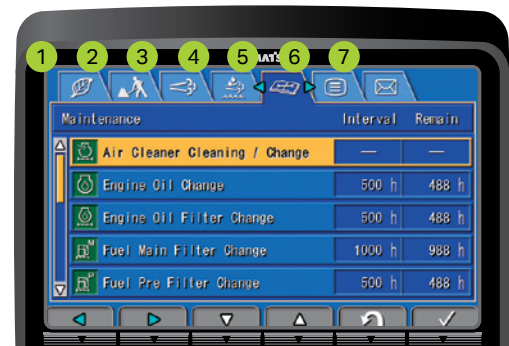 1 2 3 4 5 6 7
Maintenance Interval Remain
Air Cleaner Cleaning / Change — —
Engine Oil Change 500 h 488 h
Engine Oil Filter Change 500 h 488 h
M
Fuel Main Filter Change 1000 h 988 h
P
Fuel Pre Filter Change 500 h 488 h